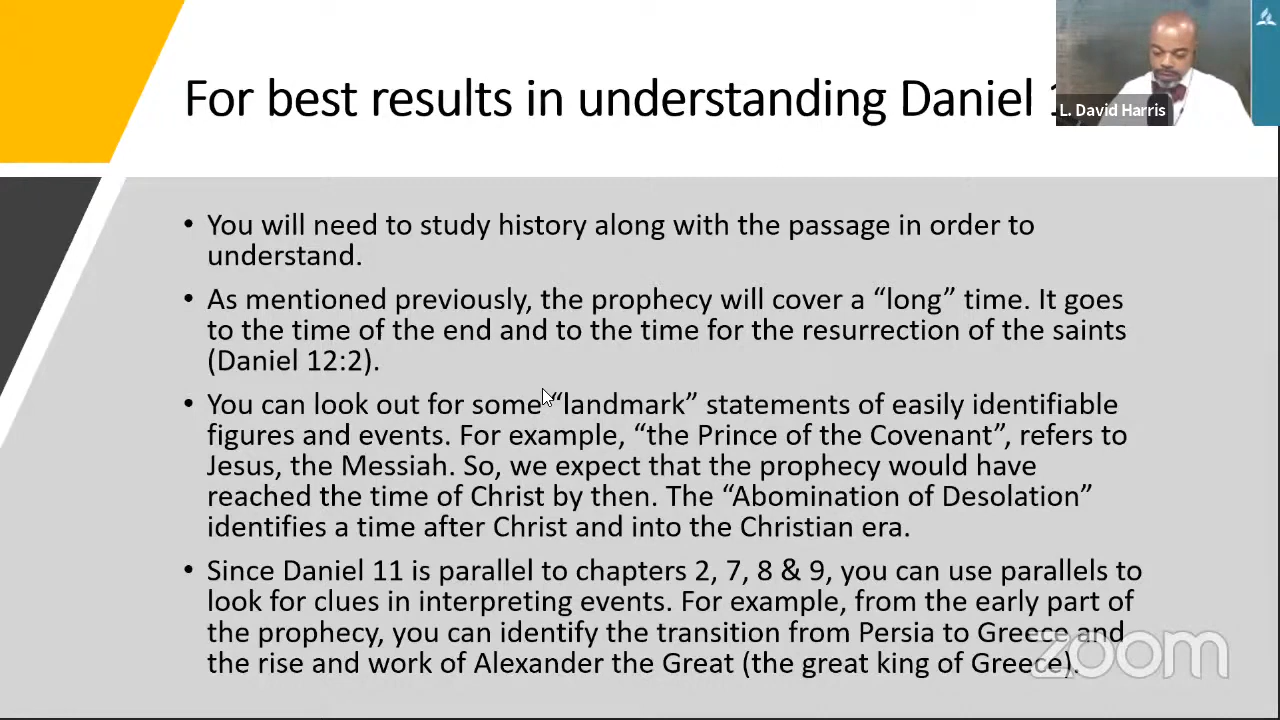 For best results in understanding Daniel
L. David Harris
• You will need to study history along with the passage in order to
understand.
• As mentioned previously, the prophecy will cover a “long” time. It goes
to the time of the end and to the time for the resurrection of the saints
(Daniel 12:2).
• You can look out for some “landmark” statements of easily identifiable
figures and events. For example, “the Prince of the Covenant”, refers to
Jesus, the Messiah. So, we expect that the prophecy would have
reached the time of Christ by then. The “Abomination of Desolation”
identifies a time after Christ and into the Christian era.
• Since Daniel 11 is parallel to chapters 2, 7, 8 & 9, you can use parallels to
look for clues in interpreting events. For example, from the early part of
the prophecy, you can identify the transition from Persia to Greece and
the rise and work of Alexander the Great (the great king of Greece).
zoom